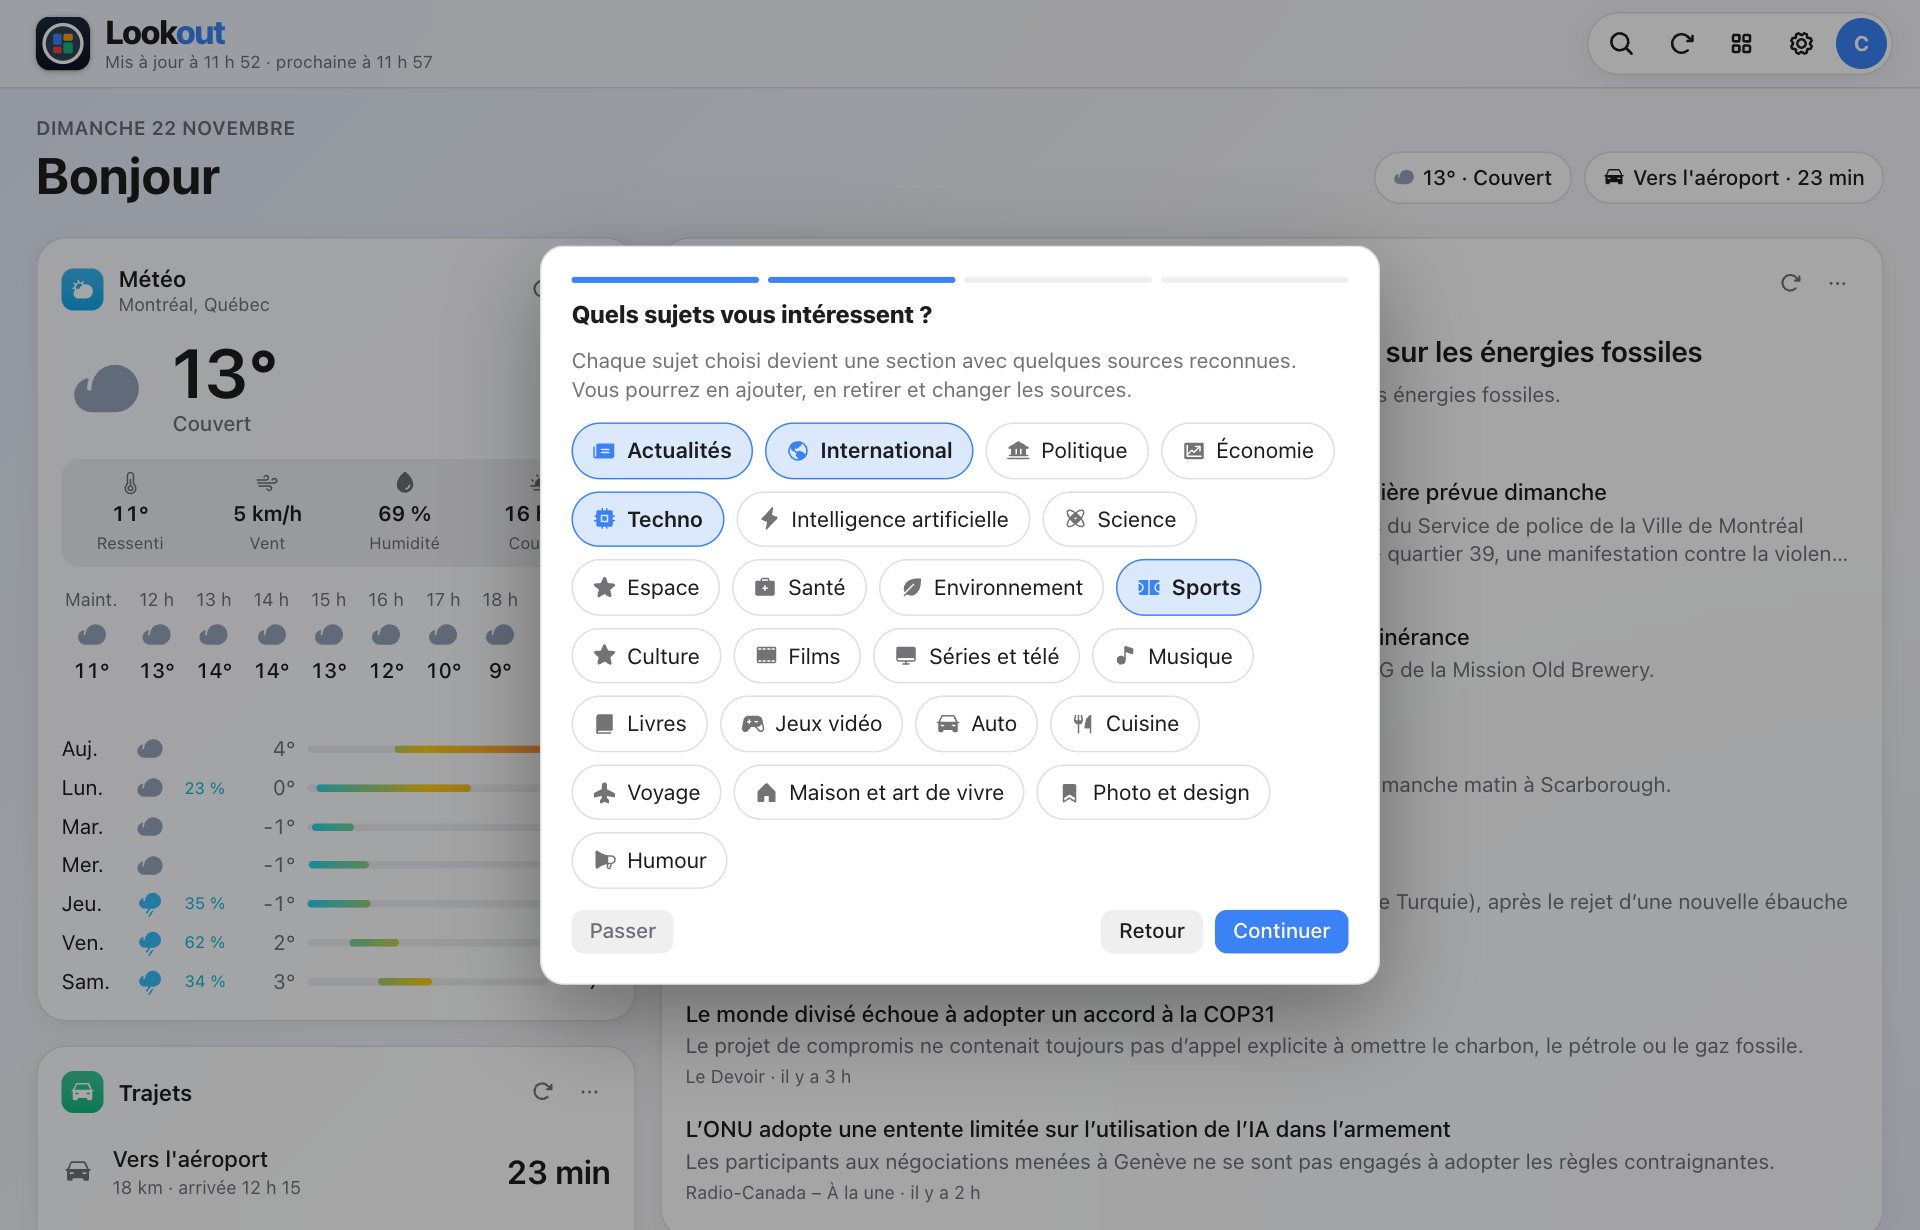 Lookout
Mis à jour à 11 h 52 · prochaine à 11 h 57
C
DIMANCHE 22 NOVEMBRE
Bonjour
13° · Couvert
Vers l'aéroport · 23 min
Météo
Montréal, Québec
13°
Couvert
11° 5 km/h 69 % 16
Ressenti Vent Humidité Cou
Maint. 12 h 13 h 14 h 15 h 16 h 17 h 18 h
11° 13° 14° 14° 13° 12° 10° 9°
Auj. 4°
Lun. 23 % 0°
Mar. -1°
Mer. -1°
Jeu. 35 % -1°
Ven. 62 % 2°
Sam. 34 % 3°
Trajets
Vers l'aéroport
18 km · arrivée 12 h 15
23 min
Quels sujets vous intéressent ?
Chaque sujet choisi devient une section avec quelques sources reconnues.
Vous pourrez en ajouter, en retirer et changer les sources.
Actualités International Politique Économie
Techno Intelligence artificielle Science
Espace Santé Environnement Sports
Culture Films Séries et télé Musique
Livres Jeux vidéo Auto Cuisine
Voyage Maison et art de vivre Photo et design
Humour
Passer Retour Continuer
sur les énergies fossiles
énergies fossiles.
ière prévue dimanche
du Service de police de la Ville de Montréal
quartier 39, une manifestation contre la violen…
inérance
G de la Mission Old Brewery.
manche matin à Scarborough.
e Turquie), après le rejet d’une nouvelle ébauche
Le monde divisé échoue à adopter un accord à la COP31
Le projet de compromis ne contenait toujours pas d’appel explicite à omettre le charbon, le pétrole ou le gaz fossile.
Le Devoir · il y a 3 h
L’ONU adopte une entente limitée sur l’utilisation de l’IA dans l’armement
Les participants aux négociations menées à Genève ne se sont pas engagés à adopter les règles contraignantes.
Radio-Canada – À la une · il y a 2 h